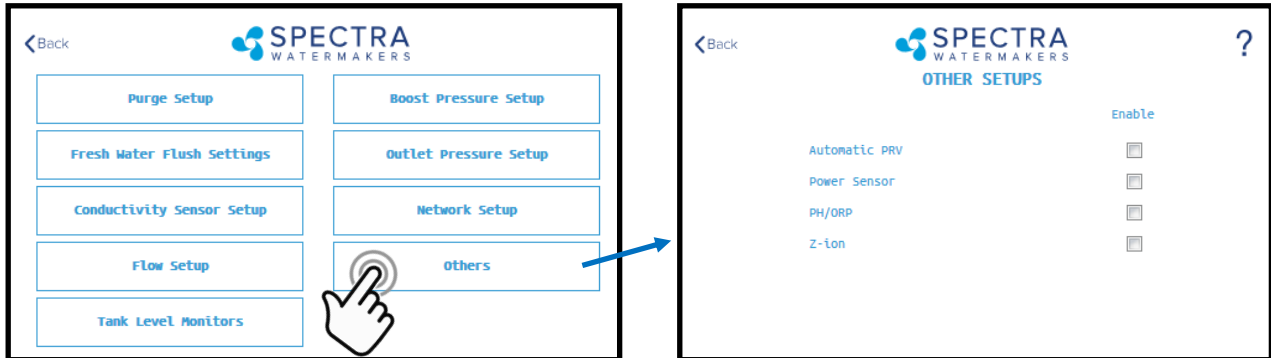 Back
SPECTRA
WATERMAKERS
Purge Setup
Boost Pressure Setup
Fresh Water Flush Settings
Outlet Pressure Setup
Conductivity Sensor Setup
Network Setup
Flow Setup
Others
Tank Level Monitors
Back
SPECTRA
WATERMAKERS
?
OTHER SETUPS
Enable
Automatic PRV
Power Sensor
PH/ORP
Z-ion